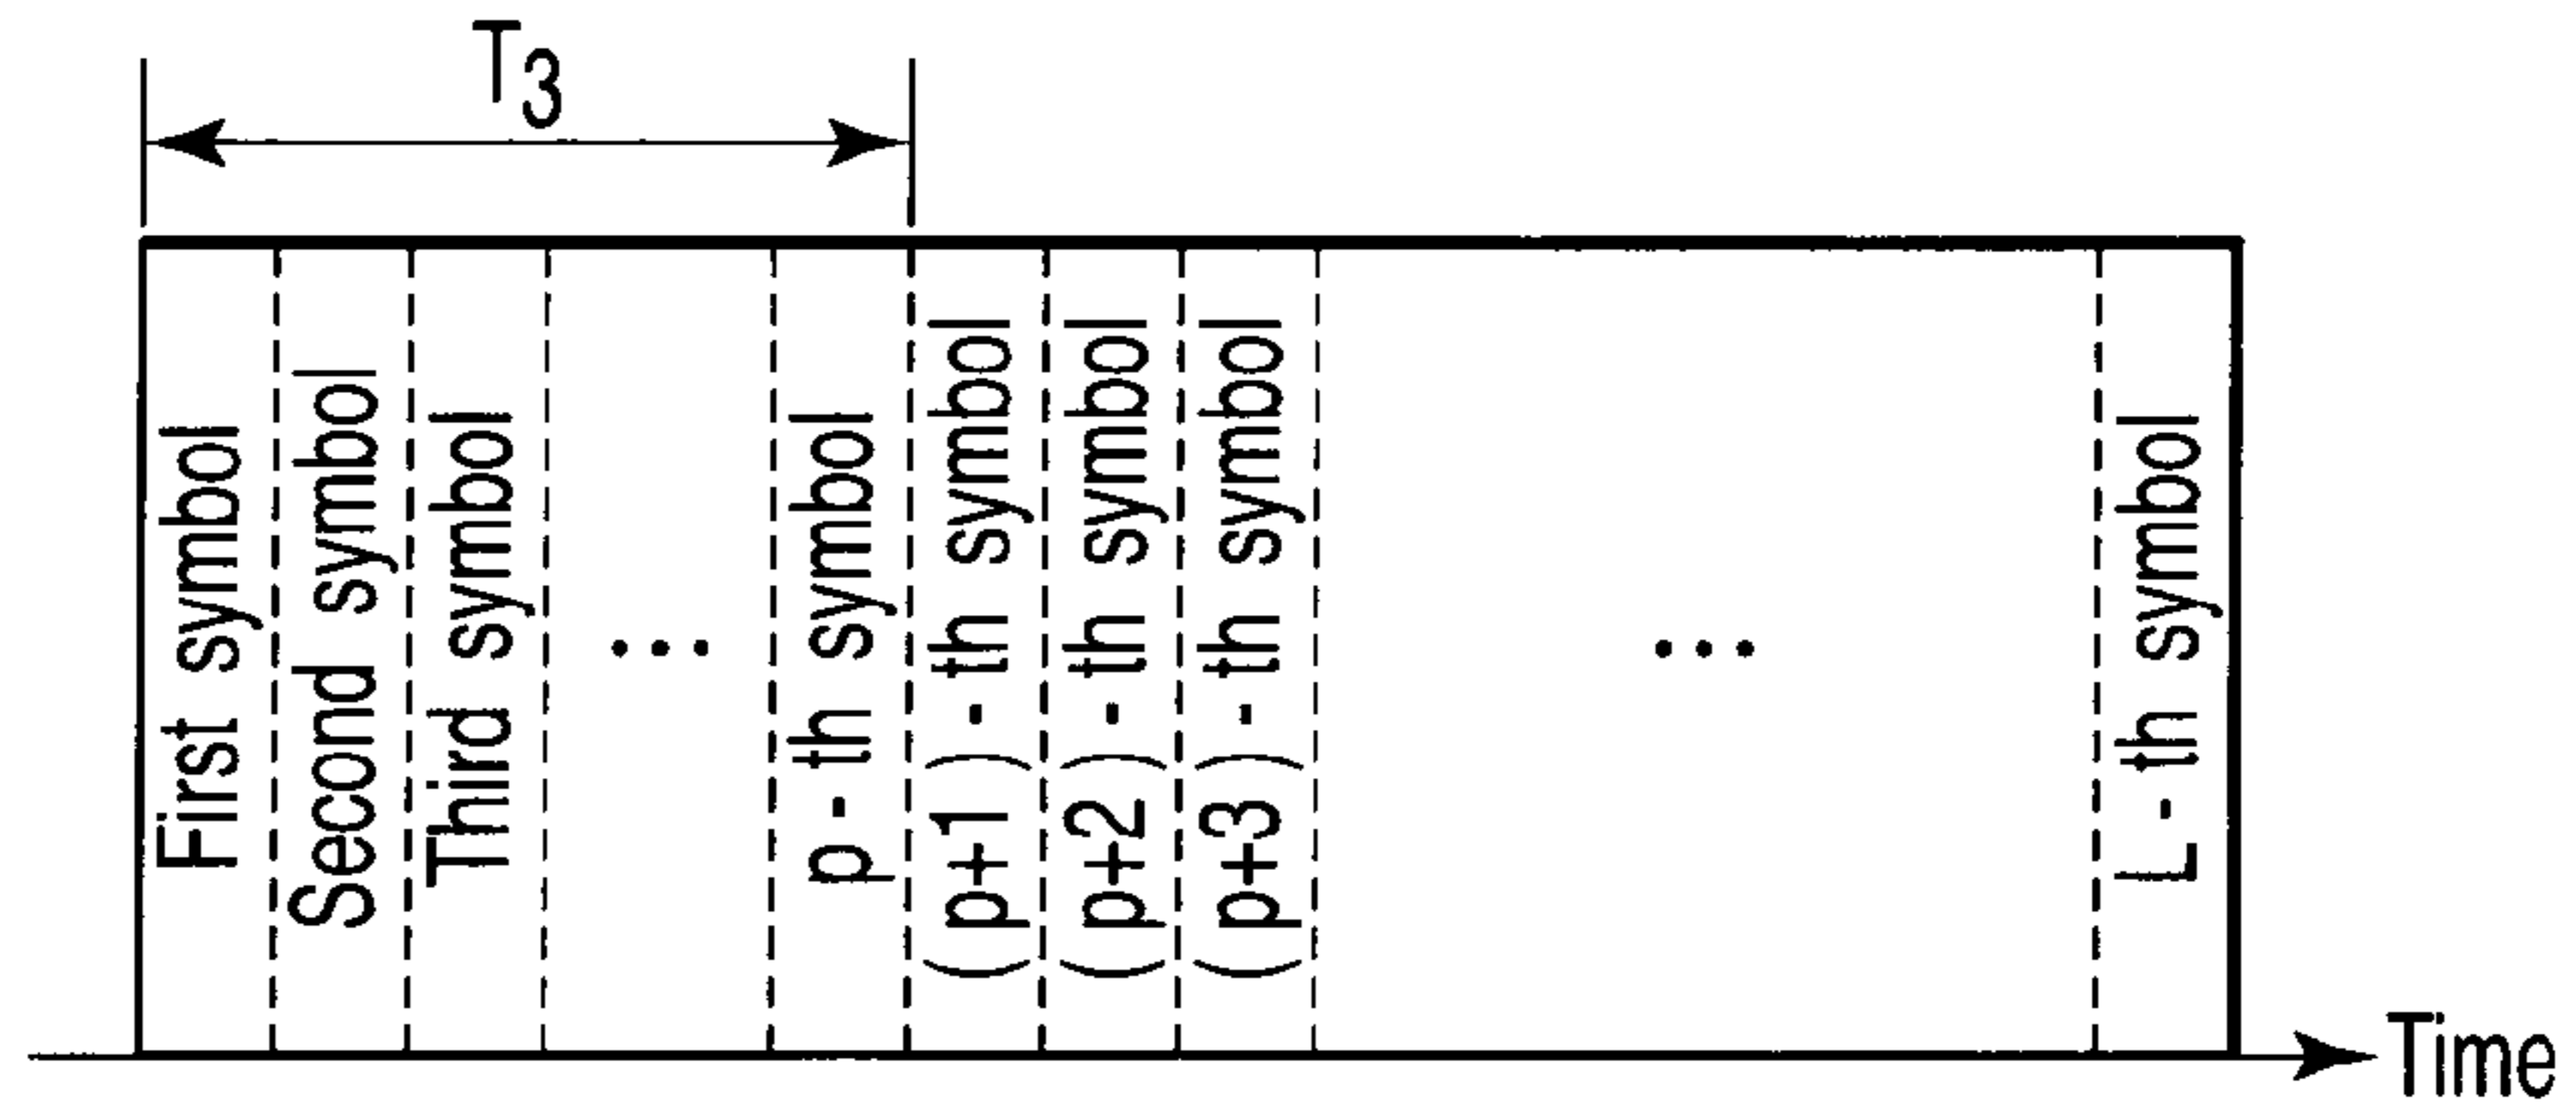 T3
First symbol
Second symbol
Third symbol
...
p - th symbol
(p+1) - th symbol
(p+2) - th symbol
(p+3) - th symbol
...
L - th symbol
Time